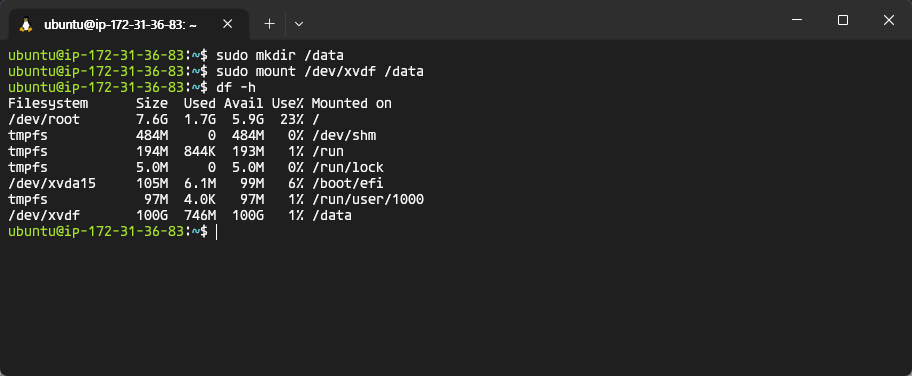 ubuntu@ip-172-31-36-83: ~
ubuntu@ip-172-31-36-83:~$ sudo mkdir /data
ubuntu@ip-172-31-36-83:~$ sudo mount /dev/xvdf /data
ubuntu@ip-172-31-36-83:~$ df -h
Filesystem      Size  Used Avail Use% Mounted on
/dev/root       7.6G  1.7G  5.9G  23% /
tmpfs           484M     0  484M   0% /dev/shm
tmpfs           194M  844K  193M   1% /run
tmpfs           5.0M     0  5.0M   0% /run/lock
/dev/xvda15     105M  6.1M   99M   6% /boot/efi
tmpfs            97M  4.0K   97M   1% /run/user/1000
/dev/xvdf       100G  746M  100G   1% /data
ubuntu@ip-172-31-36-83:~$